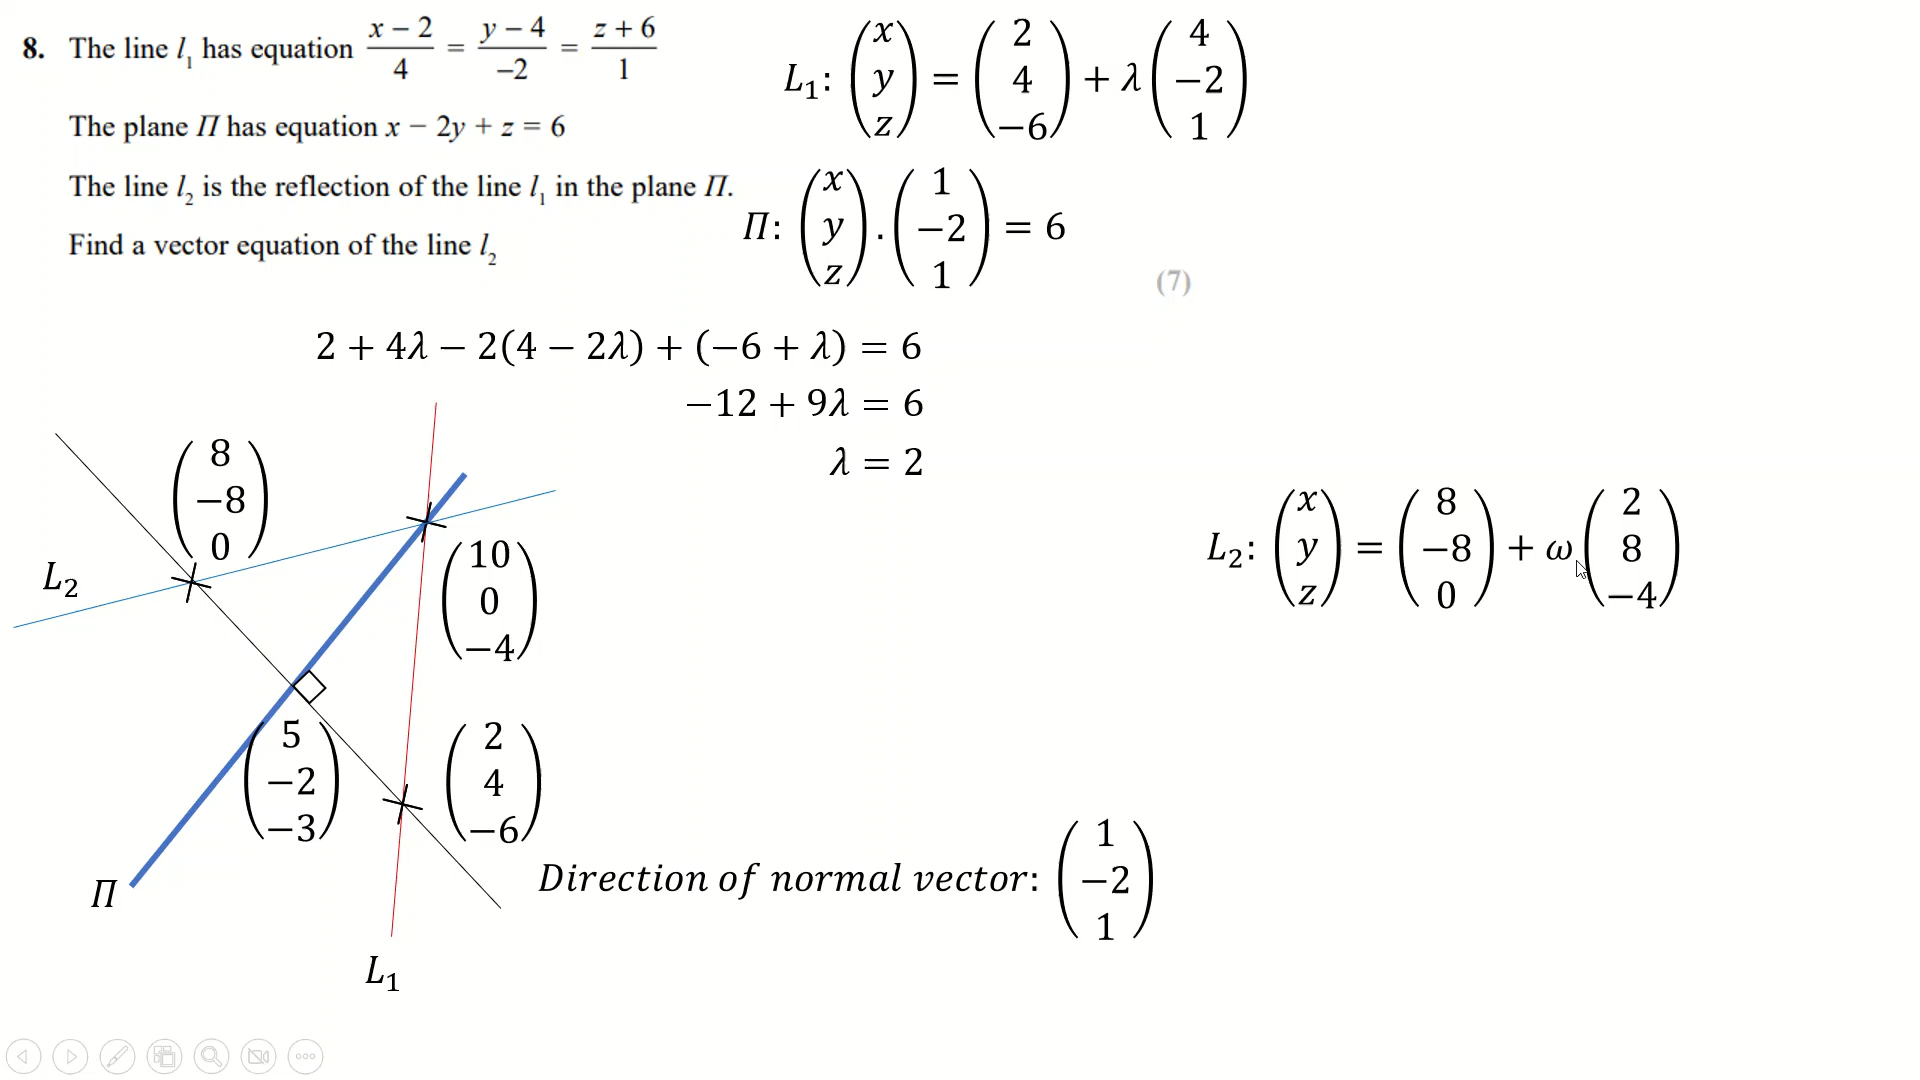 8. The line l₁ has equation (x − 2)/4 = (y − 4)/−2 = (z + 6)/1
The plane Π has equation x − 2y + z = 6
The line l₂ is the reflection of the line l₁ in the plane Π.
Find a vector equation of the line l₂
(7)
L₁: (x y z) = (2 4 −6) + λ (4 −2 1)
Π: (x y z) . (1 −2 1) = 6
2 + 4λ − 2(4 − 2λ) + (−6 + λ) = 6
−12 + 9λ = 6
λ = 2
(8 −8 0)
L₂
(10 0 −4)
(5 −2 −3)
(2 4 −6)
Π
L₁
Direction of normal vector: (1 −2 1)
L₂: (x y z) = (8 −8 0) + ω (2 8 −4)